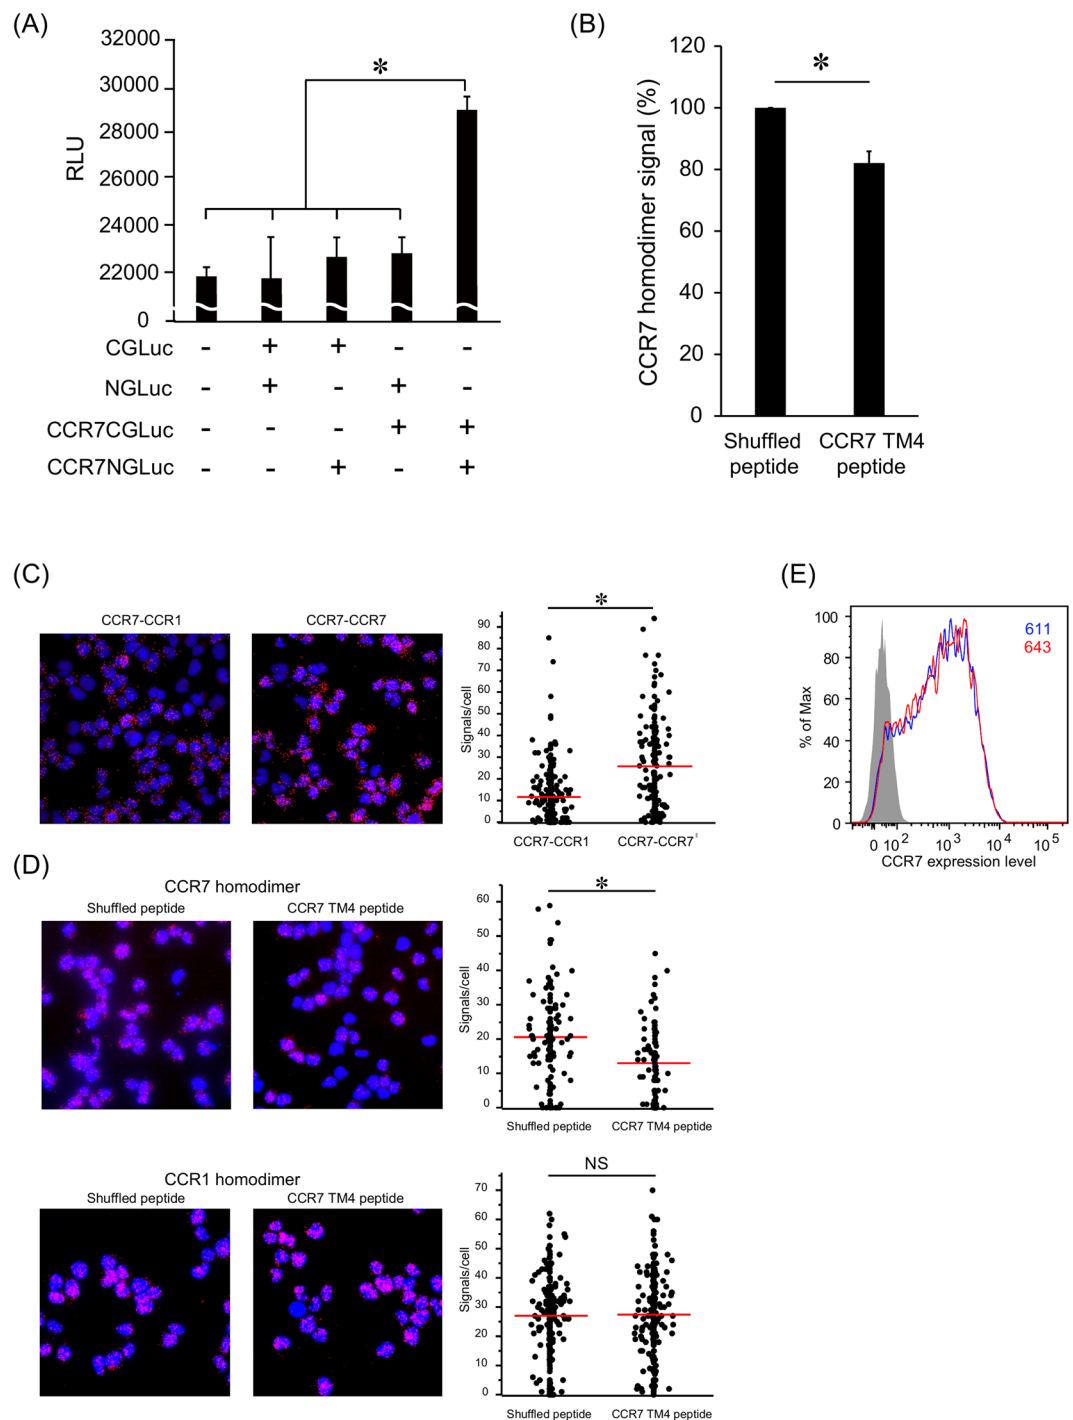 (A)
32000
30000
28000
26000
24000
22000
0
RLU
*
CGLuc - + + - -
NGLuc - + - + -
CCR7CGLuc - - - + +
CCR7NGLuc - - + - +
(B)
120
100
80
60
40
20
0
CCR7 homodimer signal (%)
*
Shuffled peptide
CCR7 TM4 peptide
(C)
CCR7-CCR1
CCR7-CCR7
90
80
70
60
50
40
30
20
10
0
Signals/cell
*
CCR7-CCR1
CCR7-CCR7
(E)
100
80
60
40
20
0
% of Max
611
643
0 10² 10³ 10⁴ 10⁵
CCR7 expression level
(D)
CCR7 homodimer
Shuffled peptide
CCR7 TM4 peptide
60
50
40
30
20
10
0
Signals/cell
*
Shuffled peptide
CCR7 TM4 peptide
CCR1 homodimer
Shuffled peptide
CCR7 TM4 peptide
70
60
50
40
30
20
10
0
Signals/cell
NS
Shuffled peptide
CCR7 TM4 peptide